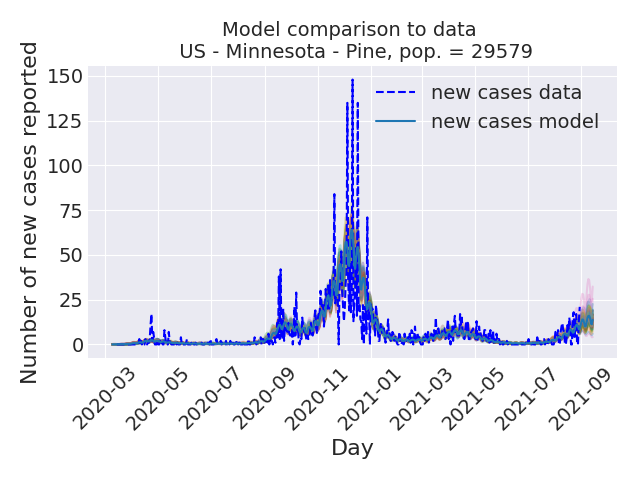 Model comparison to data
US - Minnesota - Pine, pop. = 29579
Number of new cases reported
150
125
100
75
50
25
0
new cases data
new cases model
2020-03
2020-05
2020-07
2020-09
2020-11
2021-01
2021-03
2021-05
2021-07
2021-09
Day